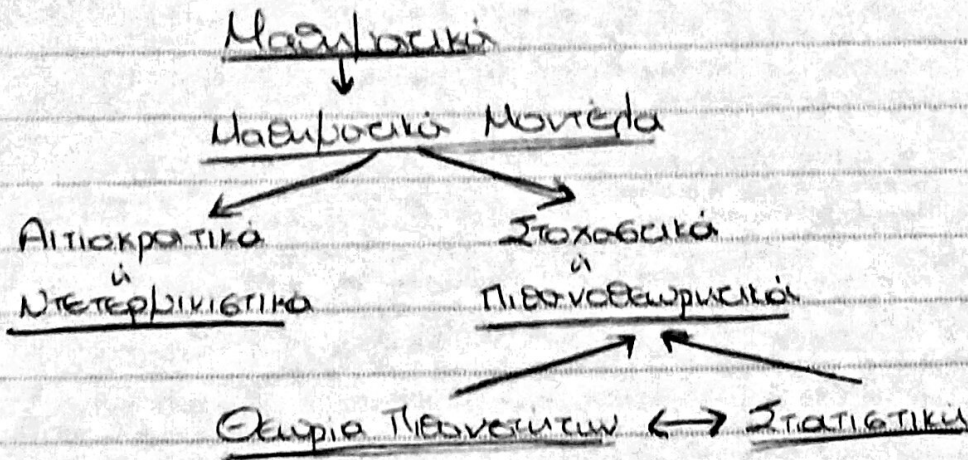 Μαθηματικά
Μαθηματικά Μοντέλα
Αιτιοκρατικά Στοχαστικά
ή ή
Ντετερμινιστικά Πιθανοθεωρητικά
Θεωρία Πιθανοτήτων ↔ Στατιστική